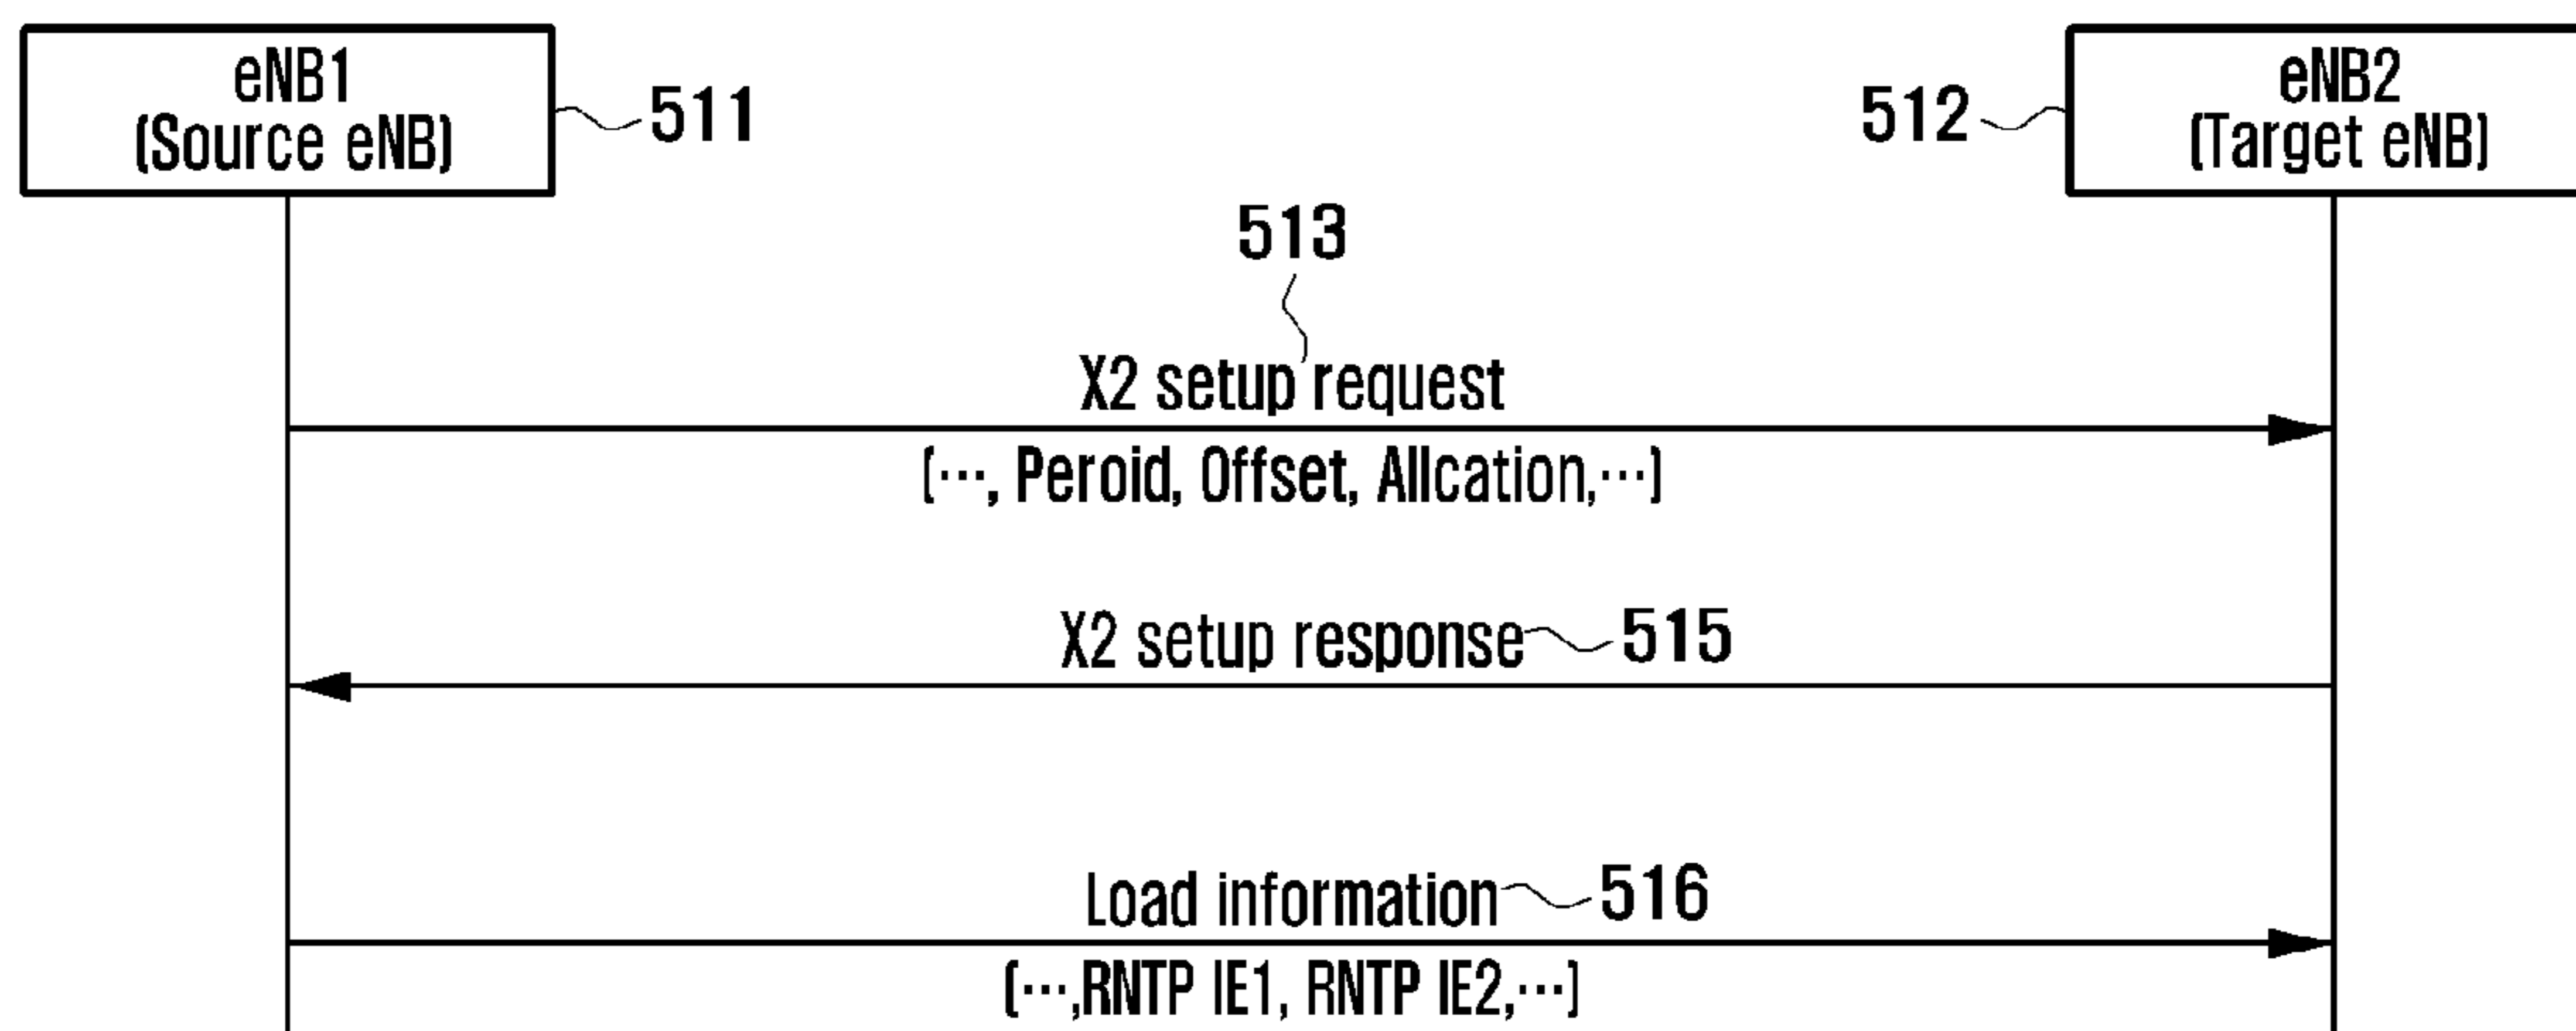 eNB1
(Source eNB)
511
512
eNB2
(Target eNB)
513
X2 setup request
(···, Peroid, Offset, Allcation,···)
X2 setup response
515
Load information
516
(···,RNTP IE1, RNTP IE2,···)